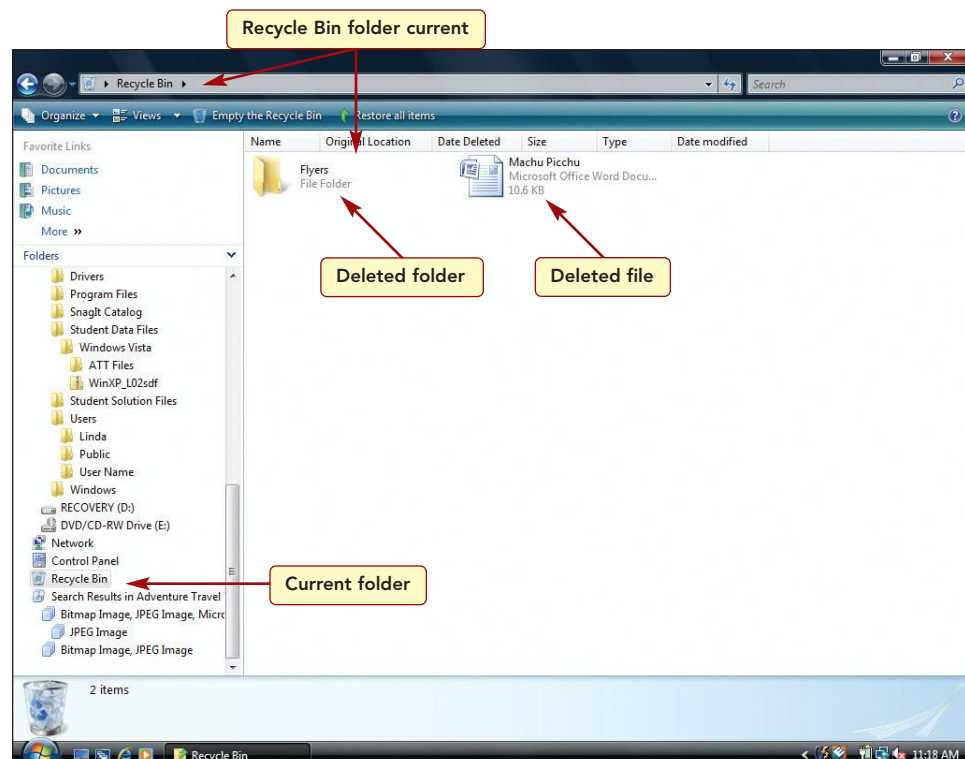 Recycle Bin folder current
Recycle Bin
Search
Organize Views Empty the Recycle Bin Restore all items
Favorite Links
Documents
Pictures
Music
More »
Folders
Drivers
Program Files
SnagIt Catalog
Student Data Files
Windows Vista
ATT Files
WinXP_L02sdf
Student Solution Files
Users
Linda
Public
User Name
Windows
RECOVERY (D:)
DVD/CD-RW Drive (E:)
Network
Control Panel
Recycle Bin
Search Results in Adventure Travel
Bitmap Image, JPEG Image, Micro
JPEG Image
Bitmap Image, JPEG Image
Name Original Location Date Deleted Size Type Date modified
Flyers
File Folder
Machu Picchu
Microsoft Office Word Docu...
10.6 KB
Deleted folder
Deleted file
Current folder
2 items
Recycle Bin
11:18 AM